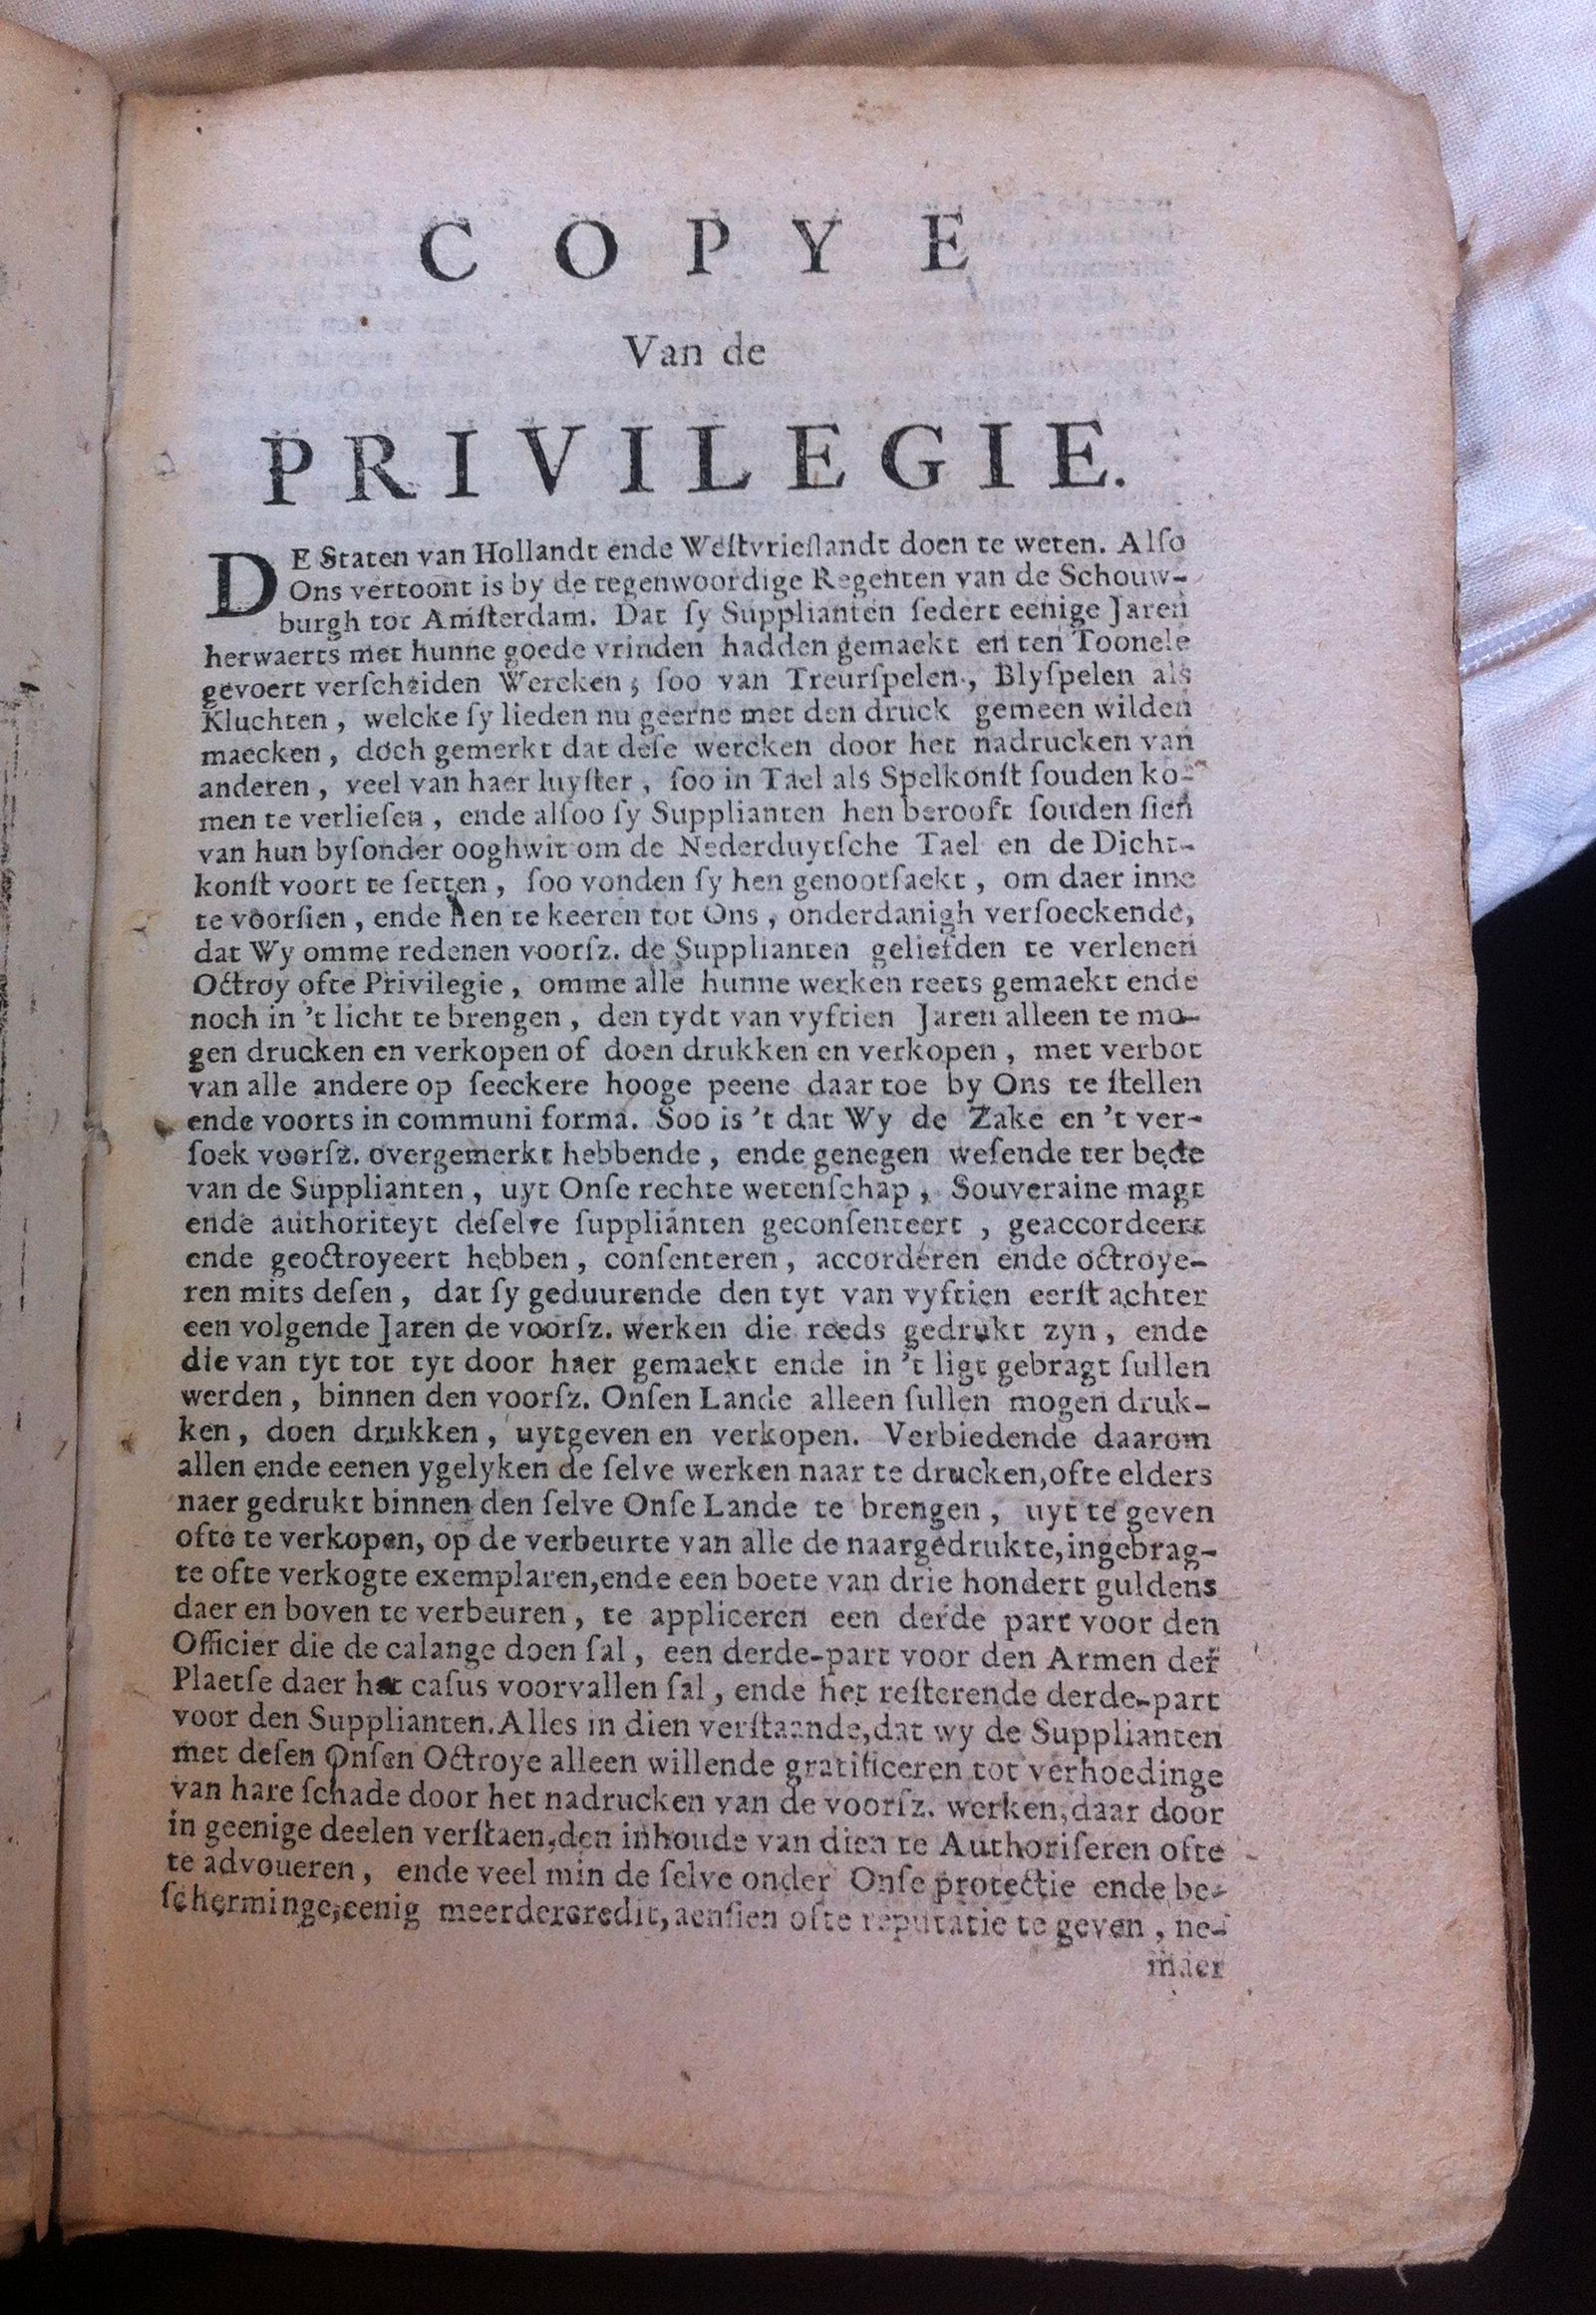 COPYE
Van de
PRIVILEGIE.
DE Staten van Hollandt ende Weſtvrieſlandt doen te weten. Alſo
Ons vertoont is by de tegenwoordige Regenten van de Schouw-
burgh tot Amſterdam. Dat ſy Supplianten ſedert eenige Jaren
herwaerts met hunne goede vrinden hadden gemaekt en ten Toonele
gevoert verſcheiden Wercken; ſoo van Treurſpelen, Blyſpelen als
Kluchten, welcke ſy lieden nu geerne met den druck gemeen wilden
maecken, doch gemerkt dat deſe wercken door het nadrucken van
anderen, veel van haer luyſter, ſoo in Tael als Spelkonſt ſouden ko-
men te verlieſen, ende alſoo ſy Supplianten hen berooft ſouden ſien
van hun byſonder ooghwit om de Nederduytſche Tael en de Dicht-
konſt voort te ſetten, ſoo vonden ſy hen genootſaekt, om daer inne
te voorſien, ende hen te keeren tot Ons, onderdanigh verſoeckende,
dat Wy omme redenen voorſz. de Supplianten geliefden te verlenen
Octroy ofte Privilegie, omme alle hunne werken reets gemaekt ende
noch in 't licht te brengen, den tydt van vyftien Jaren alleen te mo-
gen drucken en verkopen of doen drukken en verkopen, met verbot
van alle andere op ſeeckere hooge peene daar toe by Ons te ſtellen
ende voorts in communi forma. Soo is 't dat Wy de Zake en 't ver-
ſoek voorſz. overgemerkt hebbende, ende genegen weſende ter bede
van de Supplianten, uyt Onſe rechte wetenſchap, Souveraine magt
ende authoriteyt deſelve ſupplianten geconſenteert, geaccordeert
ende geoctroyeert hebben, conſenteren, accorderen ende octroye-
ren mits deſen, dat ſy geduurende den tyt van vyftien eerſt achter
een volgende Jaren de voorſz. werken die reeds gedrukt zyn, ende
die van tyt tot tyt door haer gemaekt ende in 't ligt gebragt ſullen
werden, binnen den voorſz. Onſen Lande alleen ſullen mogen druk-
ken, doen drukken, uytgeven en verkopen. Verbiedende daarom
allen ende eenen ygelyken de ſelve werken naar te drucken, ofte elders
naer gedrukt binnen den ſelve Onſe Lande te brengen, uyt te geven
ofte te verkopen, op de verbeurte van alle de naargedrukte, ingebrag-
te ofte verkogte exemplaren, ende een boete van drie hondert guldens
daer en boven te verbeuren, te appliceren een derde part voor den
Officier die de calange doen ſal, een derde-part voor den Armen der
Plaetſe daer het caſus voorvallen ſal, ende het reſterende derde-part
voor den Supplianten. Alles in dien verſtaande, dat wy de Supplianten
met deſen Onſen Octroye alleen willende gratificeren tot verhoedinge
van hare ſchade door het nadrucken van de voorſz. werken, daar door
in geenige deelen verſtaen, den inhoude van dien te Authoriſeren ofte
te advoueren, ende veel min de ſelve onder Onſe protectie ende be-
ſcherminge, eenig meerder credit, aenſien ofte reputatie te geven, ne-
maer